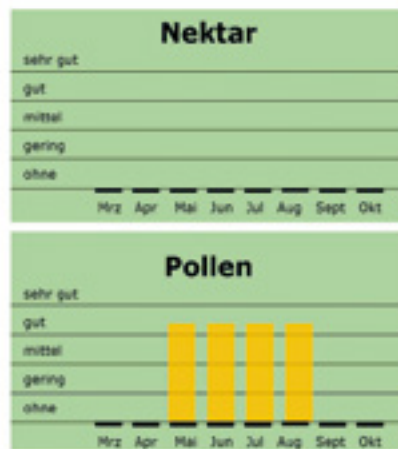 Nektar
sehr gut
gut
mittel
gering
ohne
Mrz Apr Mai Jun Jul Aug Sept Okt
Pollen
sehr gut
gut
mittel
gering
ohne
Mrz Apr Mai Jun Jul Aug Sept Okt